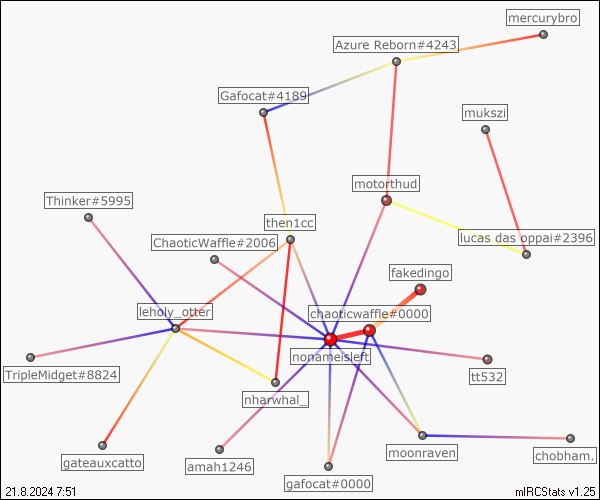 mercurybro
Azure Reborn#4243
Gafocat#4189
mukszi
motorthud
Thinker#5995
then1cc
ChaoticWaffle#2006
lucas das oppai#2396
fakedingo
leholy_otter
chaoticwaffle#0000
nonameisleft
TripleMidget#8824
tt532
nharwhal_
moonraven
chobham.
gateauxcatto
amah1246
gafocat#0000
21.8.2024 7:51
mIRCStats v1.25